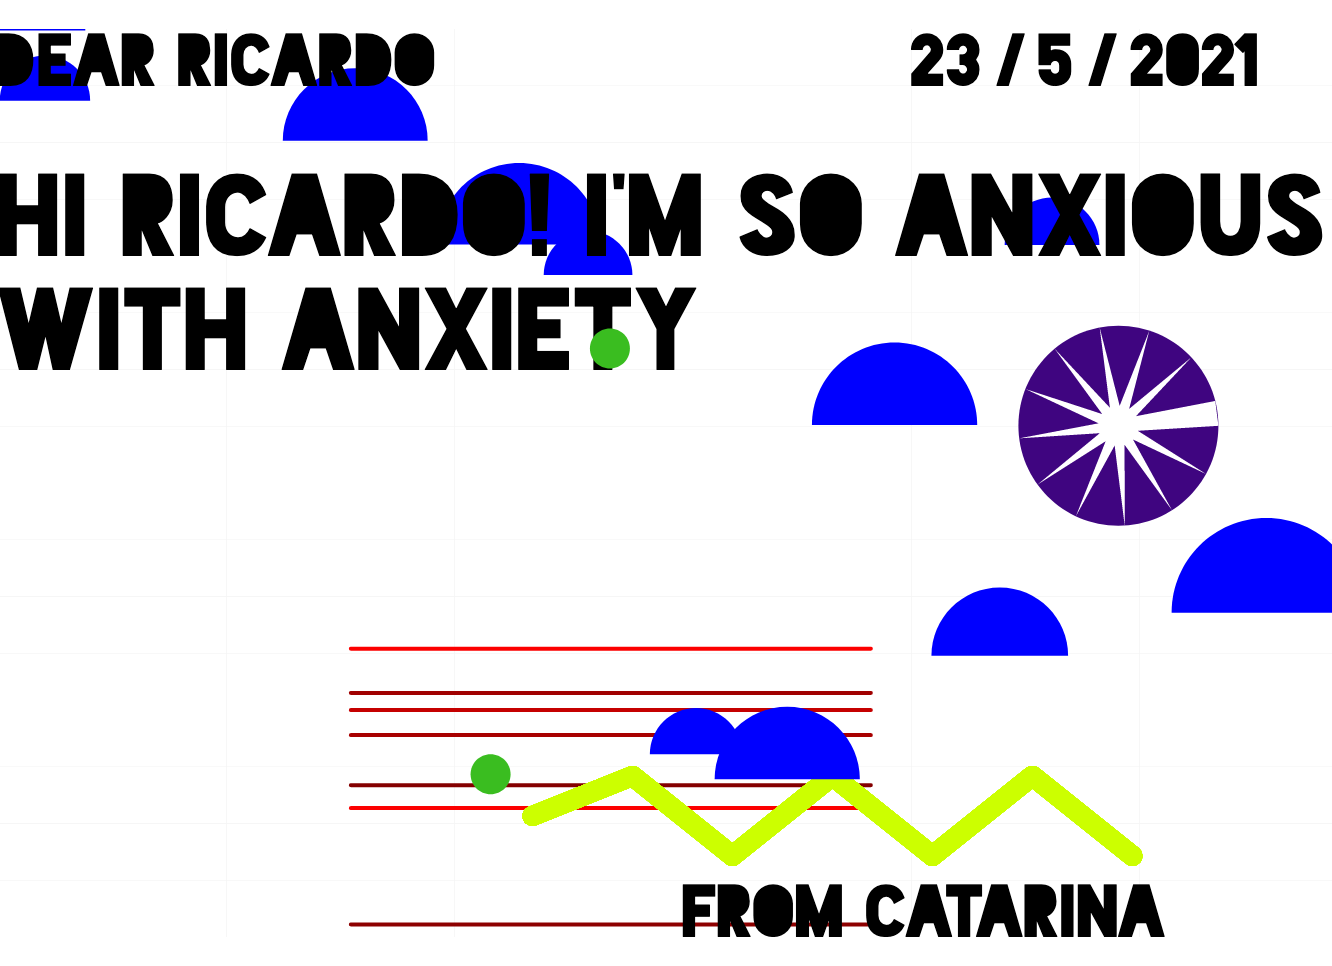 DEAR RICARDO
23 / 5 / 2021
HI RICARDO! I'M SO ANXIOUS
WITH ANXIETY
FROM CATARINA